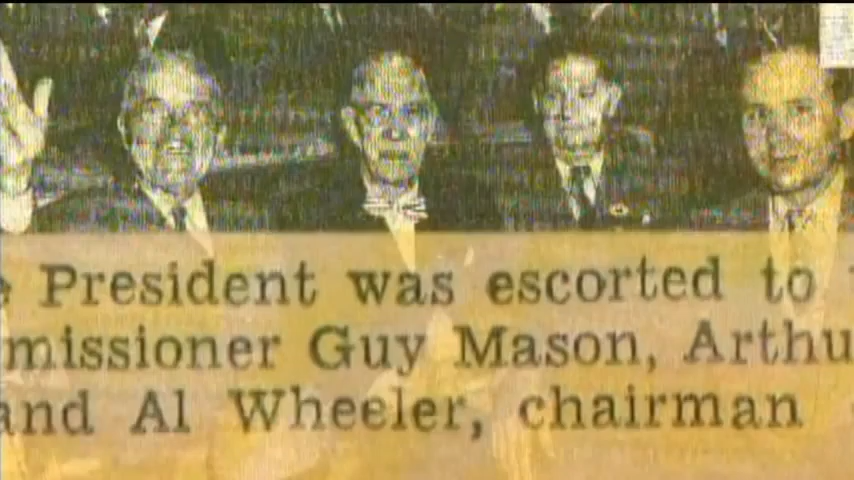 President was escorted to
missioner Guy Mason, Arthu
and Al Wheeler, chairman